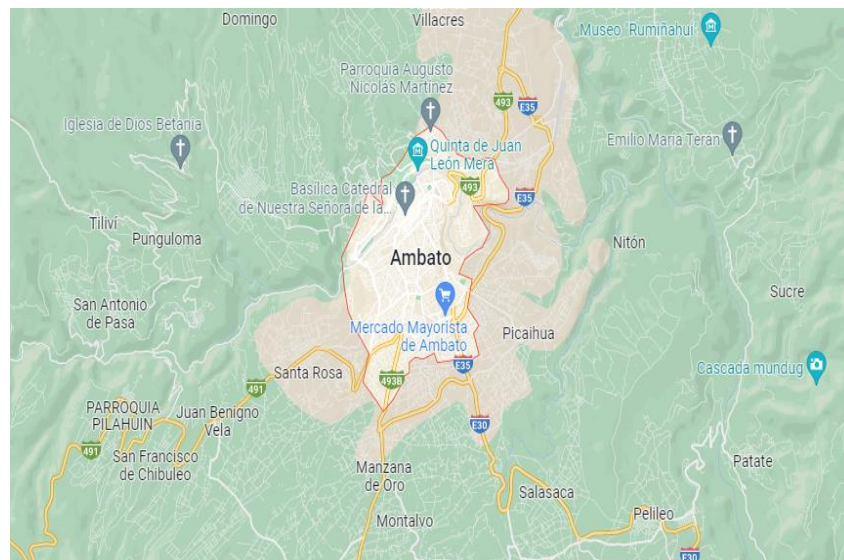 Domingo
Villacres
Museo Rumiñahui
Parroquia Augusto
Nicolás Martínez
493
E35
Iglesia de Dios Betania
Emilio Maria Teran
Quinta de Juan
León Mera
Basílica Catedral
de Nuestra Señora de la...
493
E35
Tiliví
Punguloma
Ambato
Nitón
San Antonio
de Pasa
Sucre
Mercado Mayorista
de Ambato
Picaihua
Santa Rosa
E35
Cascada mundug
491
493B
PARROQUIA
PILAHUIN
Juan Benigno
Vela
E30
491
San Francisco
de Chibuleo
Manzana
de Oro
Patate
Salasaca
Montalvo
Pelileo
E30